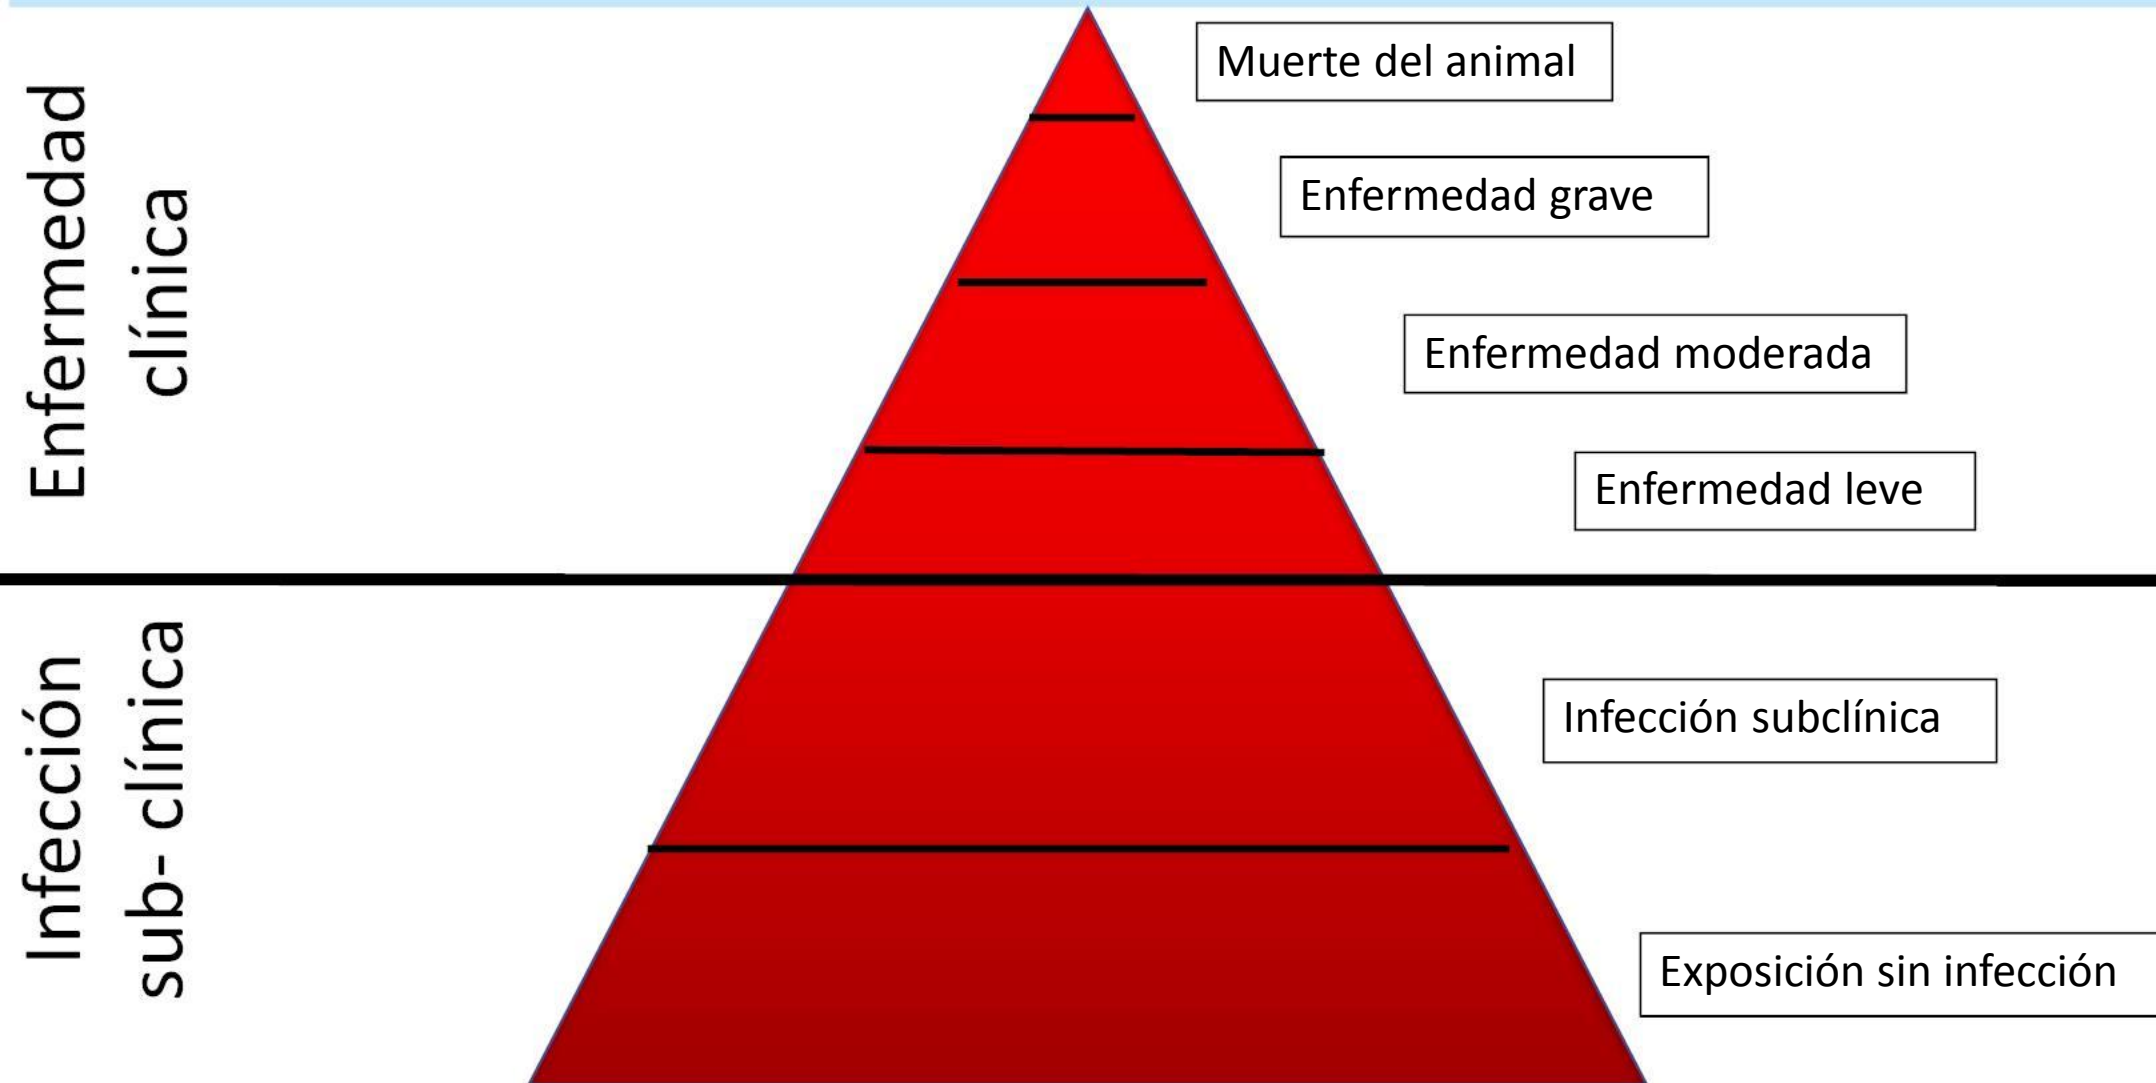 Enfermedad
clínica
Muerte del animal
Enfermedad grave
Enfermedad moderada
Enfermedad leve
Infección
sub- clínica
Infección subclínica
Exposición sin infección